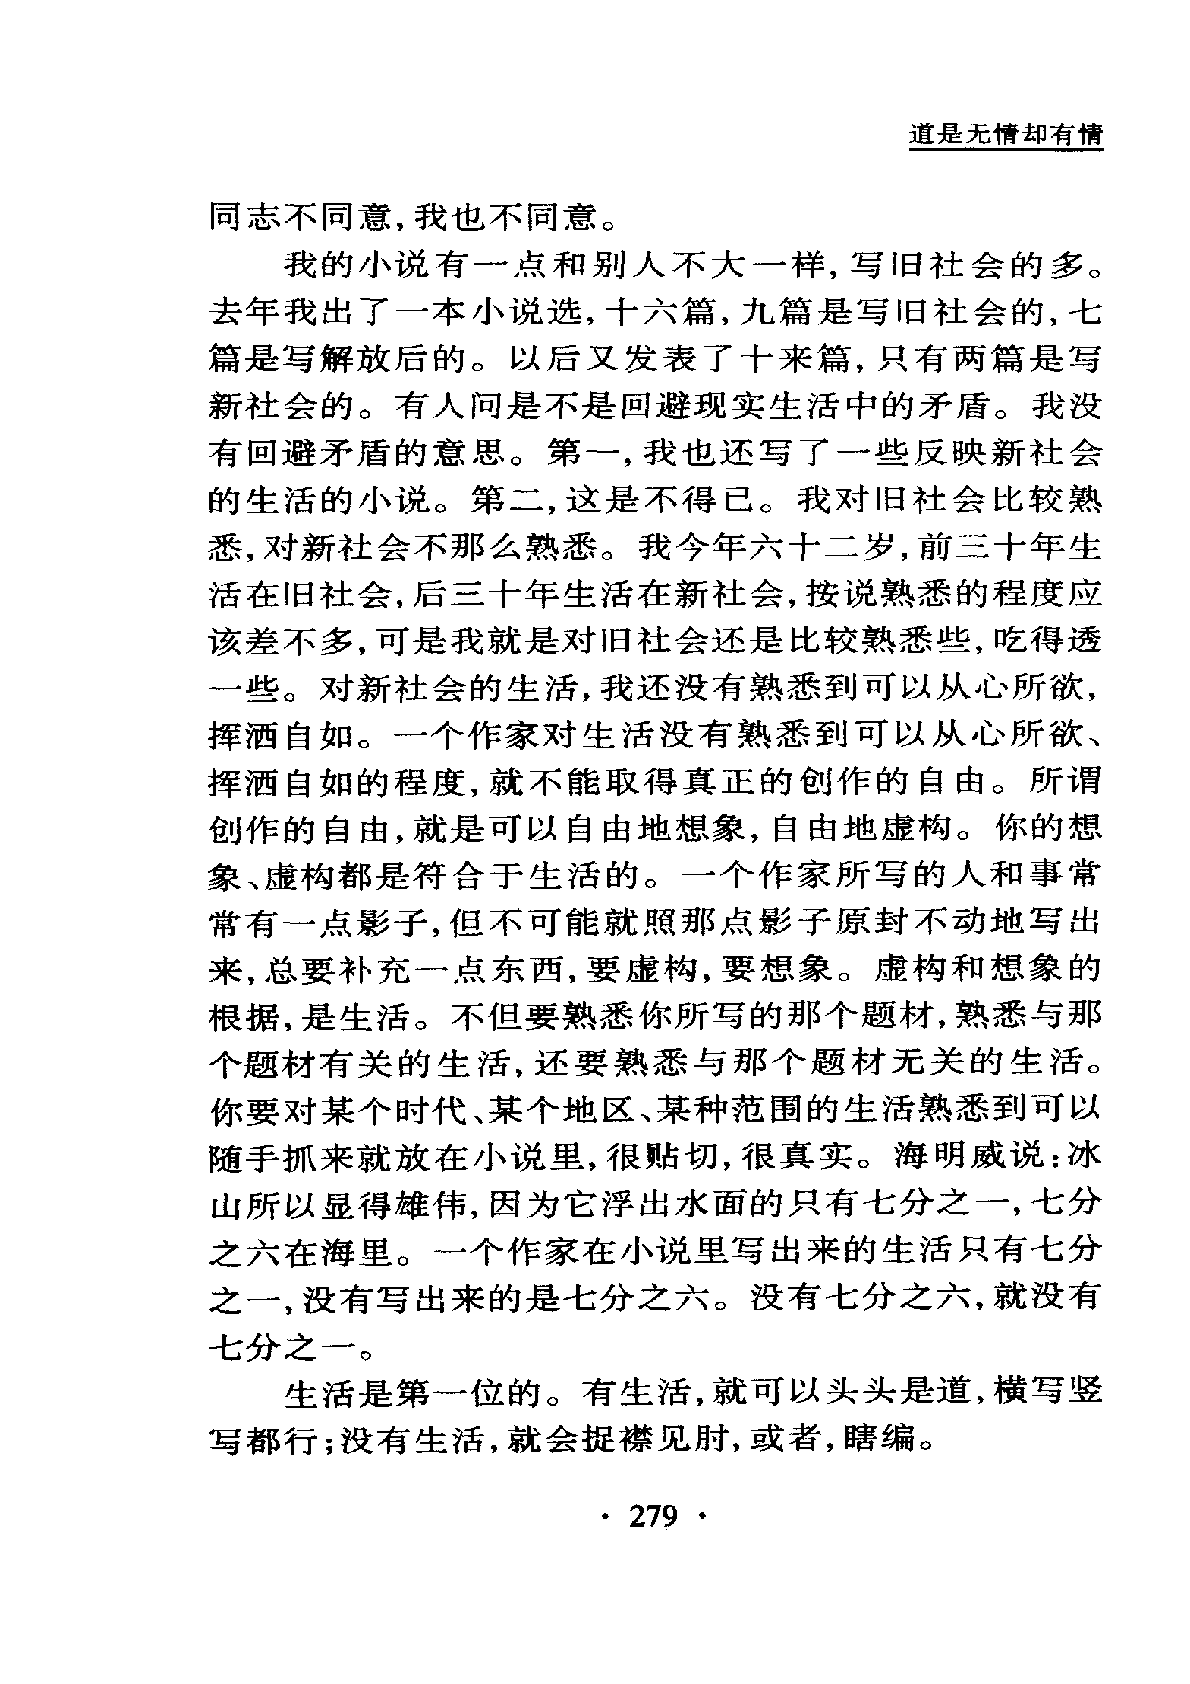 道是无情却有情
同志不同意,我也不同意。
我的小说有一点和别人不大一样,写旧社会的多。
去年我出了一本小说选,十六篇,九篇是写旧社会的,七
篇是写解放后的。以后又发表了十来篇,只有两篇是写
新社会的。有人问是不是回避现实生活中的矛盾。我没
有回避矛盾的意思。第一,我也还写了一些反映新社会
的生活的小说。第二,这是不得已。我对旧社会比较熟
悉,对新社会不那么熟悉。我今年六十二岁,前三十年生
活在旧社会,后三十年生活在新社会,按说熟悉的程度应
该差不多,可是我就是对旧社会还是比较熟悉些,吃得透
一些。对新社会的生活,我还没有熟悉到可以从心所欲,
挥洒自如。一个作家对生活没有熟悉到可以从心所欲、
挥洒自如的程度,就不能取得真正的创作的自由。所谓
创作的自由,就是可以自由地想象,自由地虚构。你的想
象、虚构都是符合于生活的。一个作家所写的人和事常
常有一点影子,但不可能就照那点影子原封不动地写出
来,总要补充一点东西,要虚构,要想象。虚构和想象的
根据,是生活。不但要熟悉你所写的那个题材,熟悉与那
个题材有关的生活,还要熟悉与那个题材无关的生活。
你要对某个时代、某个地区、某种范围的生活熟悉到可以
随手抓来就放在小说里,很贴切,很真实。海明威说:冰
山所以显得雄伟,因为它浮出水面的只有七分之一,七分
之六在海里。一个作家在小说里写出来的生活只有七分
之一,没有写出来的是七分之六。没有七分之六,就没有
七分之一。
生活是第一位的。有生活,就可以头头是道,横写竖
写都行;没有生活,就会捉襟见肘,或者,瞎编。
· 279 ·